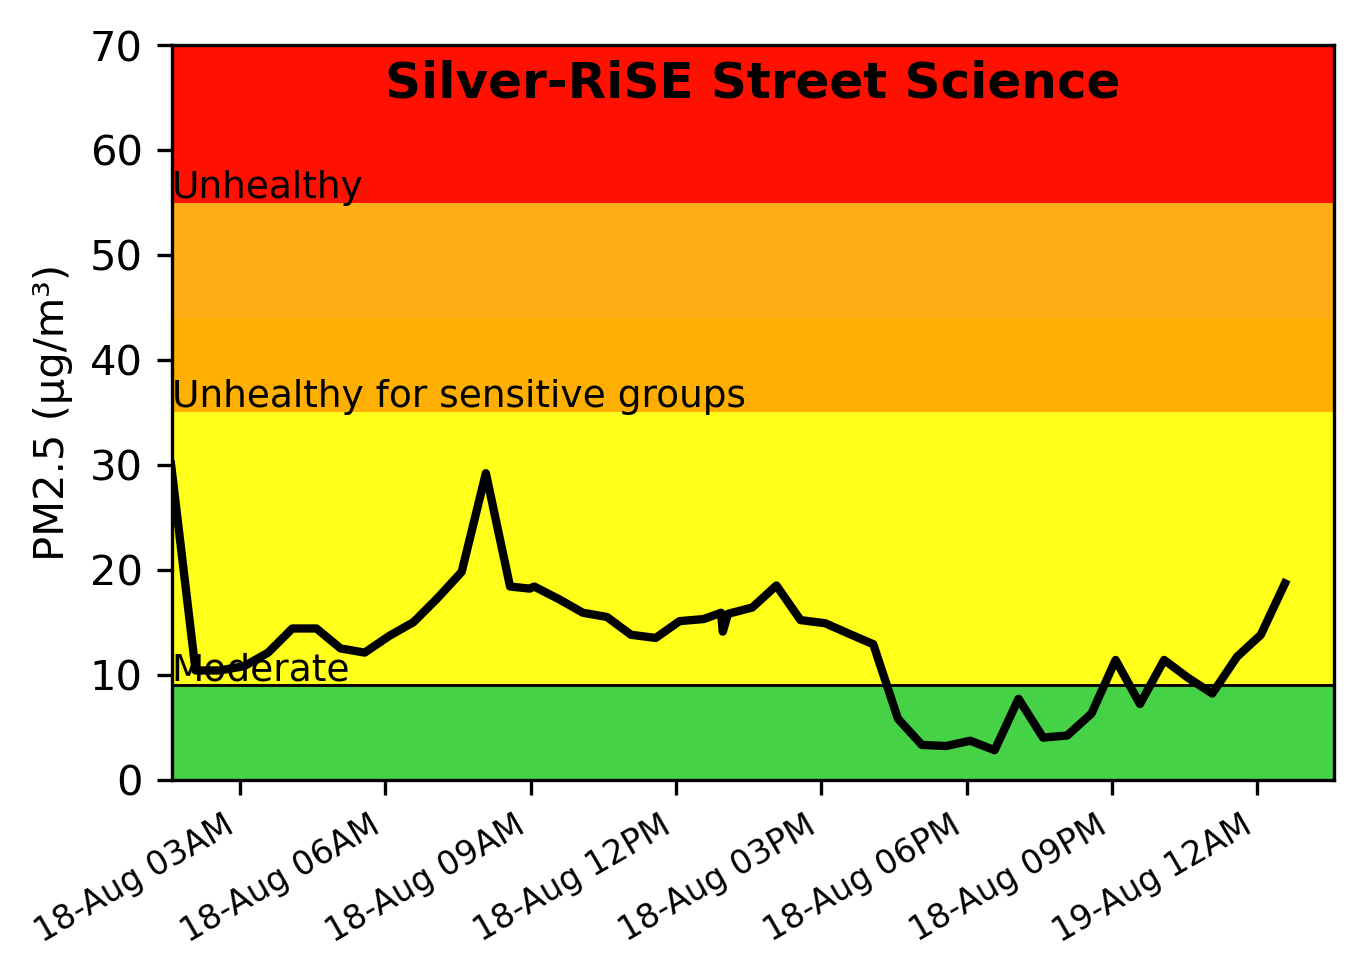 Silver-RiSE Street Science
PM2.5 (µg/m³)
70
60
50
40
30
20
10
0
Unhealthy
Unhealthy for sensitive groups
Moderate
18-Aug 03AM
18-Aug 06AM
18-Aug 09AM
18-Aug 12PM
18-Aug 03PM
18-Aug 06PM
18-Aug 09PM
19-Aug 12AM